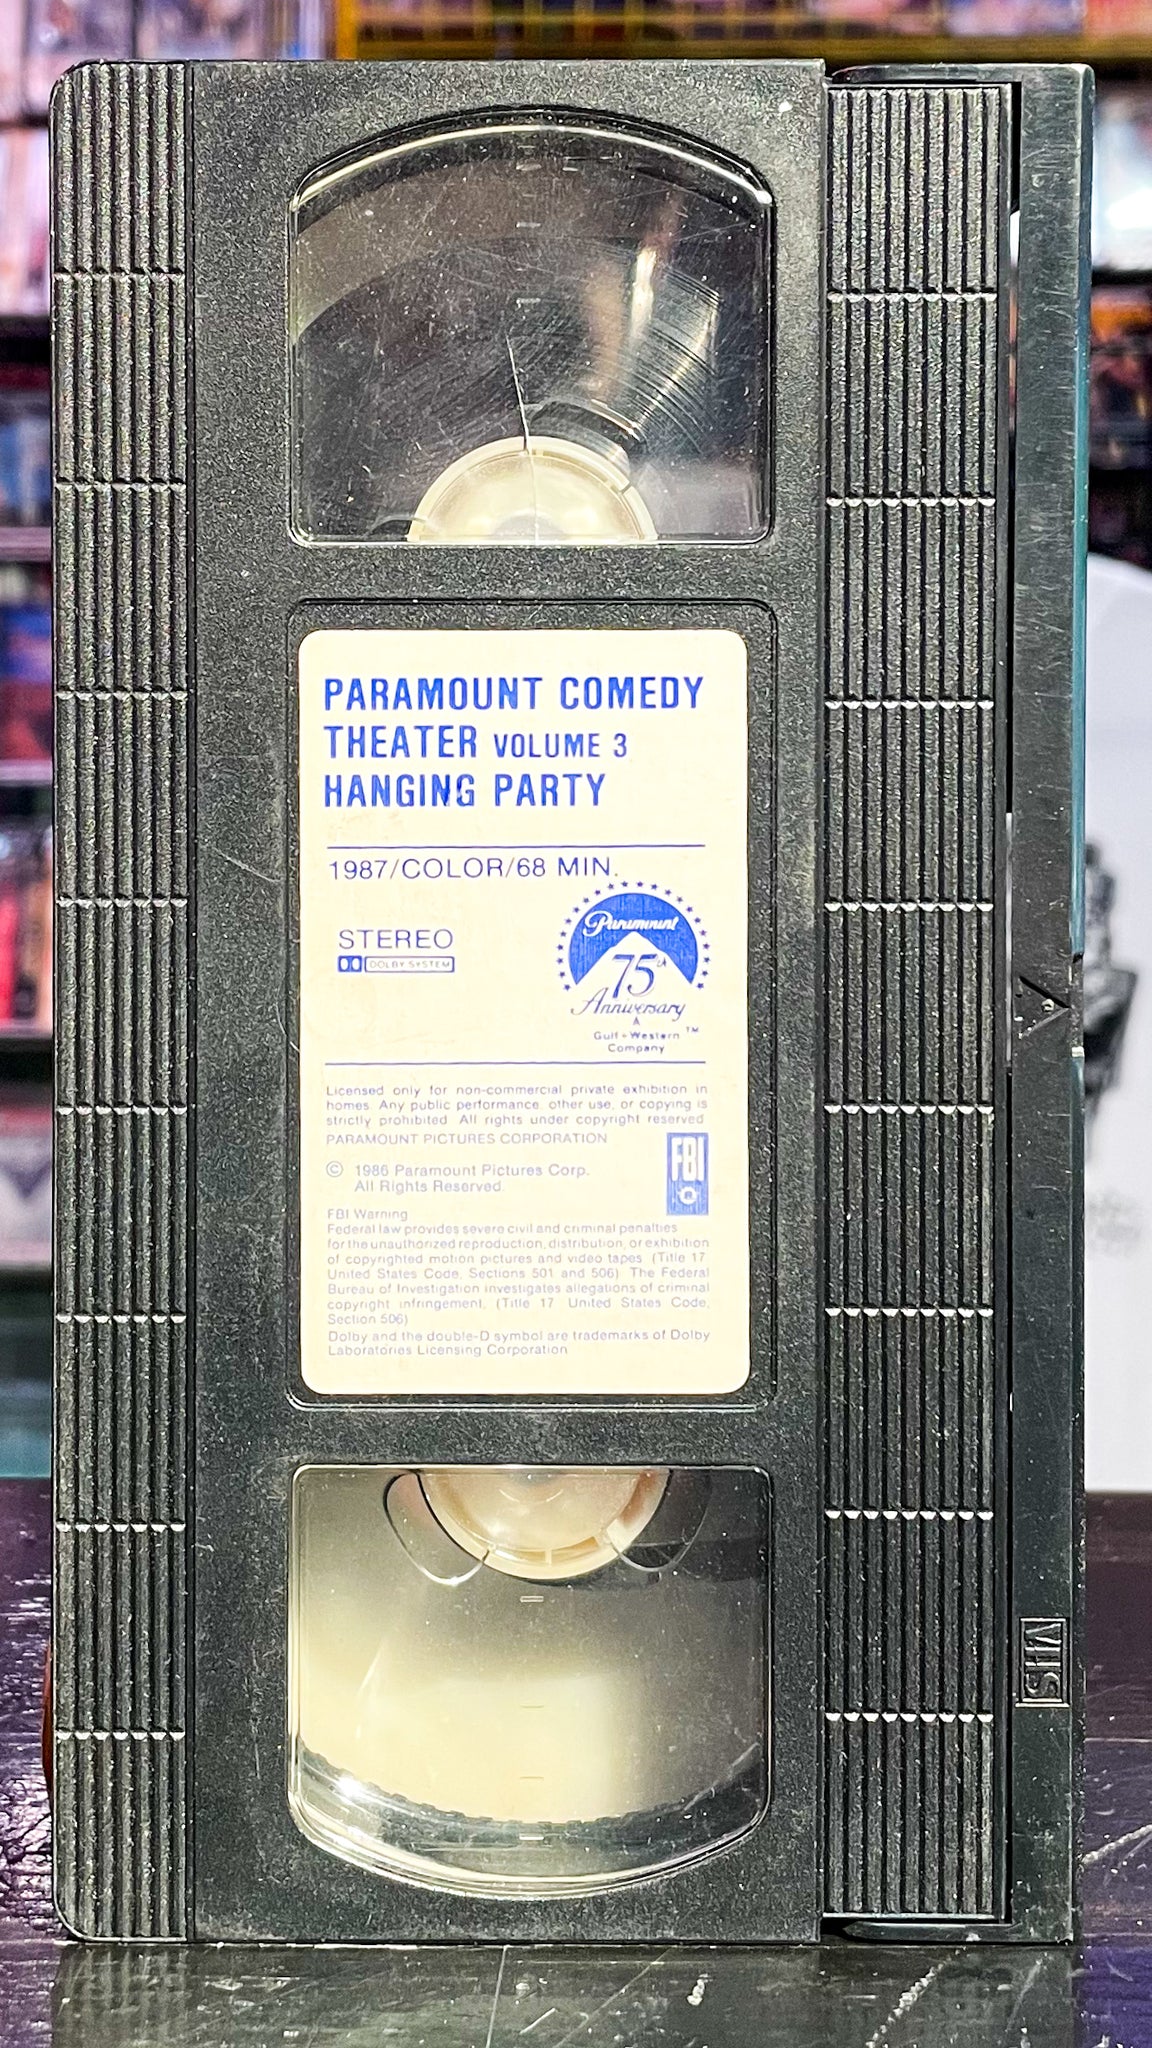 PARAMOUNT COMEDY
THEATER VOLUME 3
HANGING PARTY
1987/COLOR/68 MIN.
STEREO
DOLBY SYSTEM
Paramount
75th
Anniversary
A
Gulf+Western TM
Company
Licensed only for non-commercial private exhibition in
homes. Any public performance, other use, or copying is
strictly prohibited. All rights under copyright reserved.
PARAMOUNT PICTURES CORPORATION
FBI
© 1986 Paramount Pictures Corp.
All Rights Reserved.
FBI Warning
Federal law provides severe civil and criminal penalties
for the unauthorized reproduction, distribution, or exhibition
of copyrighted motion pictures and video tapes. (Title 17
United States Code, Sections 501 and 506) The Federal
Bureau of Investigation investigates allegations of criminal
copyright infringement, (Title 17 United States Code,
Section 506)
Dolby and the double-D symbol are trademarks of Dolby
Laboratories Licensing Corporation
VHS